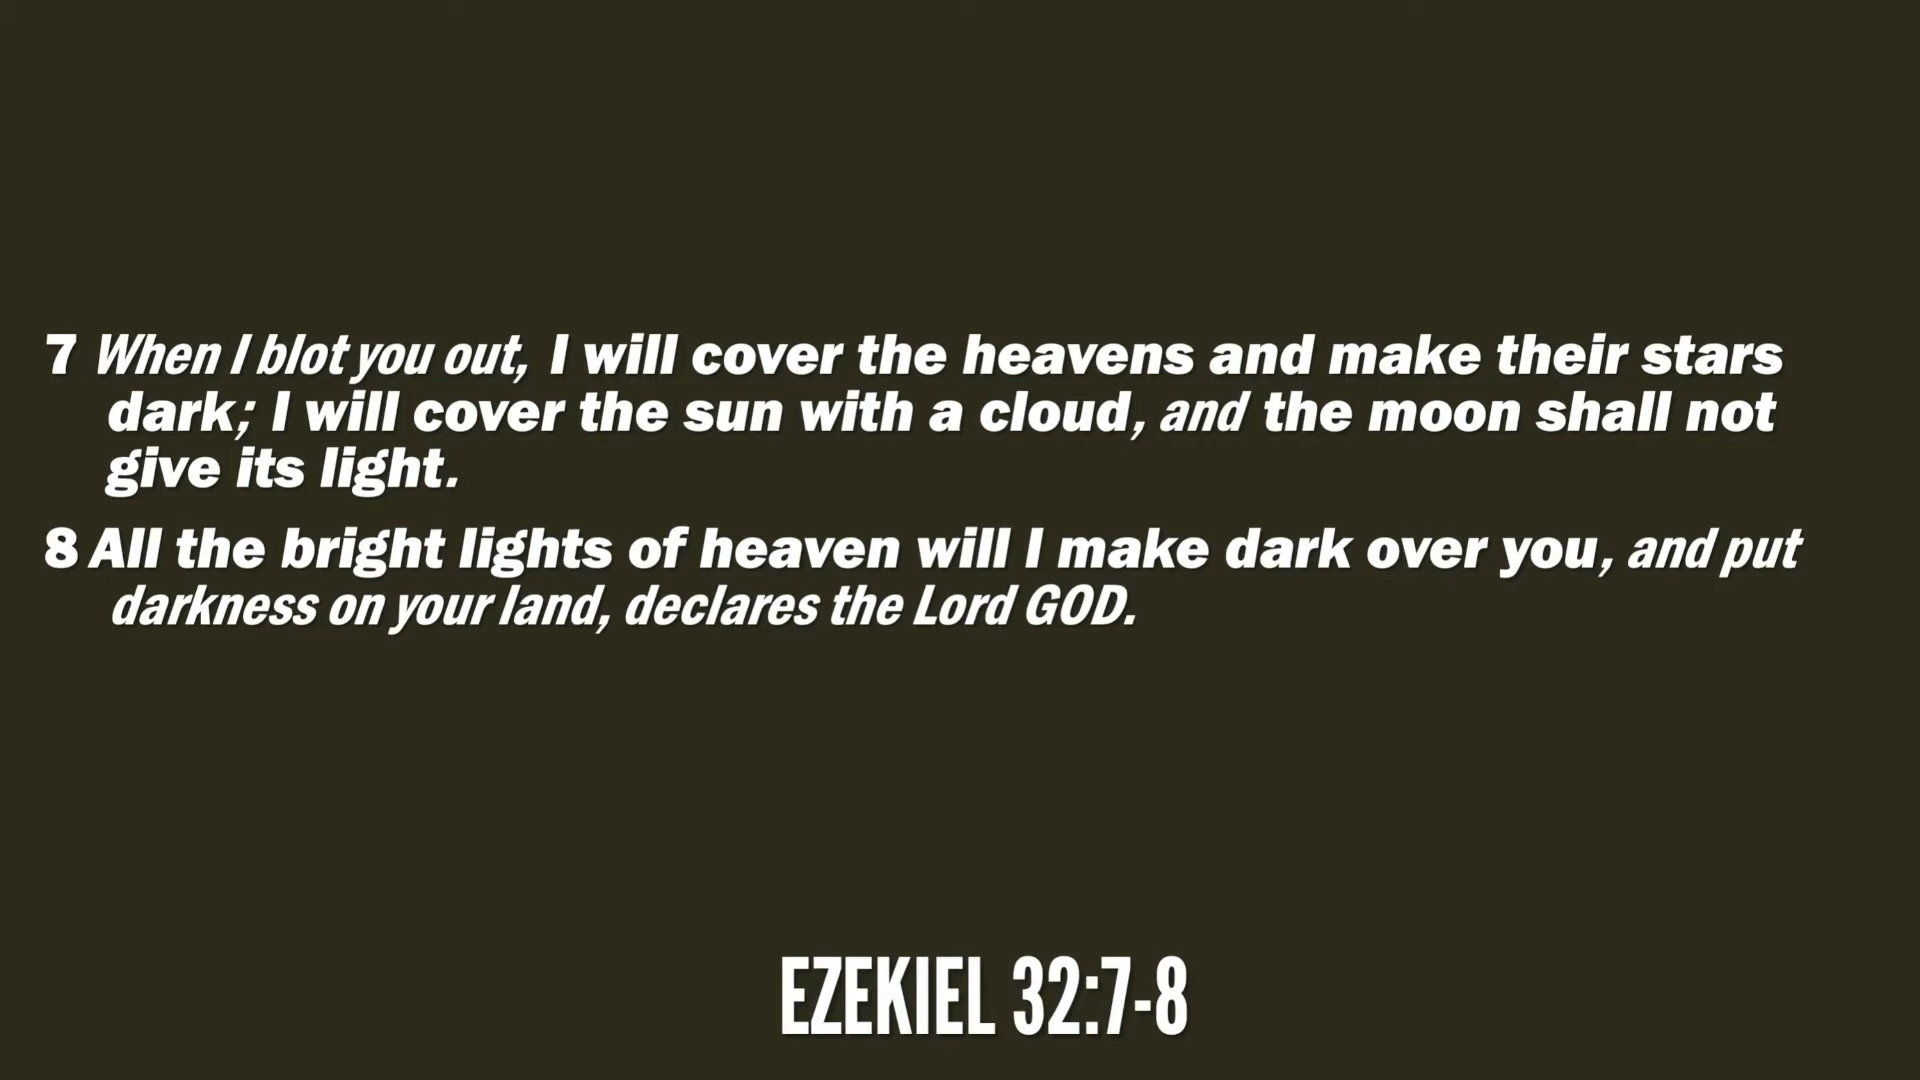 7 When I blot you out, I will cover the heavens and make their stars
dark; I will cover the sun with a cloud, and the moon shall not
give its light.
8 All the bright lights of heaven will I make dark over you, and put
darkness on your land, declares the Lord GOD.
EZEKIEL 32:7-8